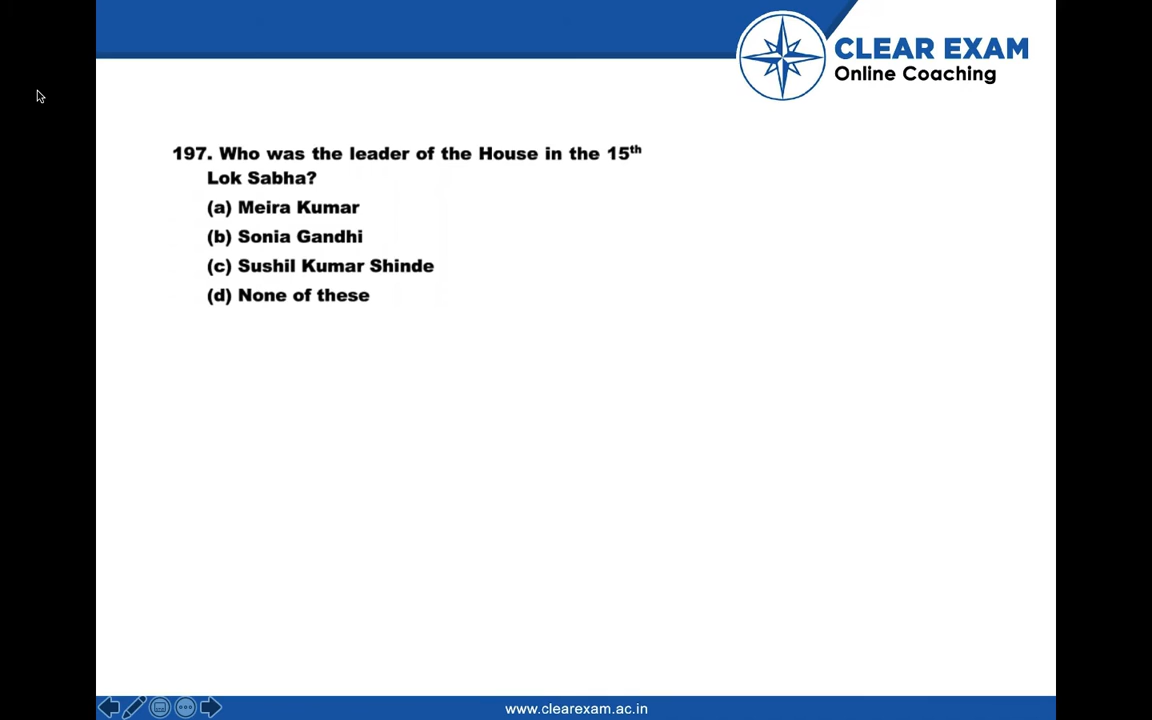 CLEAR EXAM
Online Coaching
197. Who was the leader of the House in the 15th
Lok Sabha?
(a) Meira Kumar
(b) Sonia Gandhi
(c) Sushil Kumar Shinde
(d) None of these
www.clearexam.ac.in